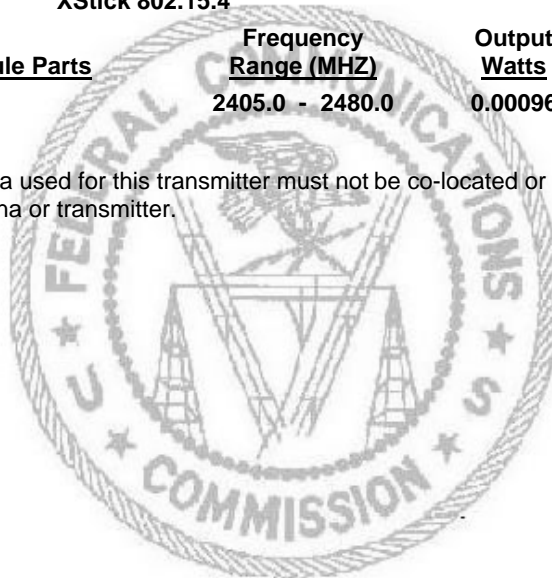 XStick 802.15.4
Frequency Output
ule Parts Range (MHZ) Watts
2405.0 - 2480.0 0.00096
a used for this transmitter must not be co-located or
na or transmitter.
FEDERAL COMMUNICATIONS
U S
COMMISSION